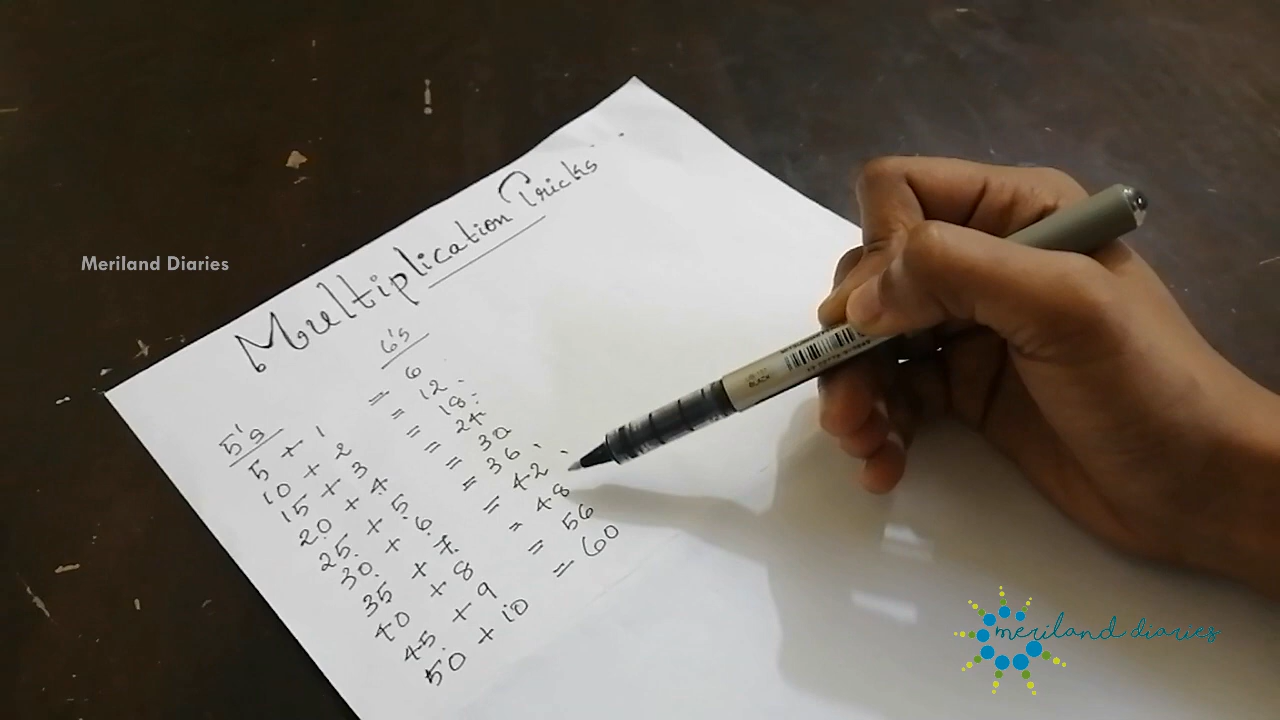 Multiplication Tricks
5's 6's
5 + 1 = 6
10 + 2 = 12
15 + 3 = 18
20 + 4 = 24
25 + 5 = 30
30 + 6 = 36
35 + 7 = 42
40 + 8 = 48
45 + 9 = 56
50 + 10 = 60
Meriland Diaries
BLACK
meriland diaries